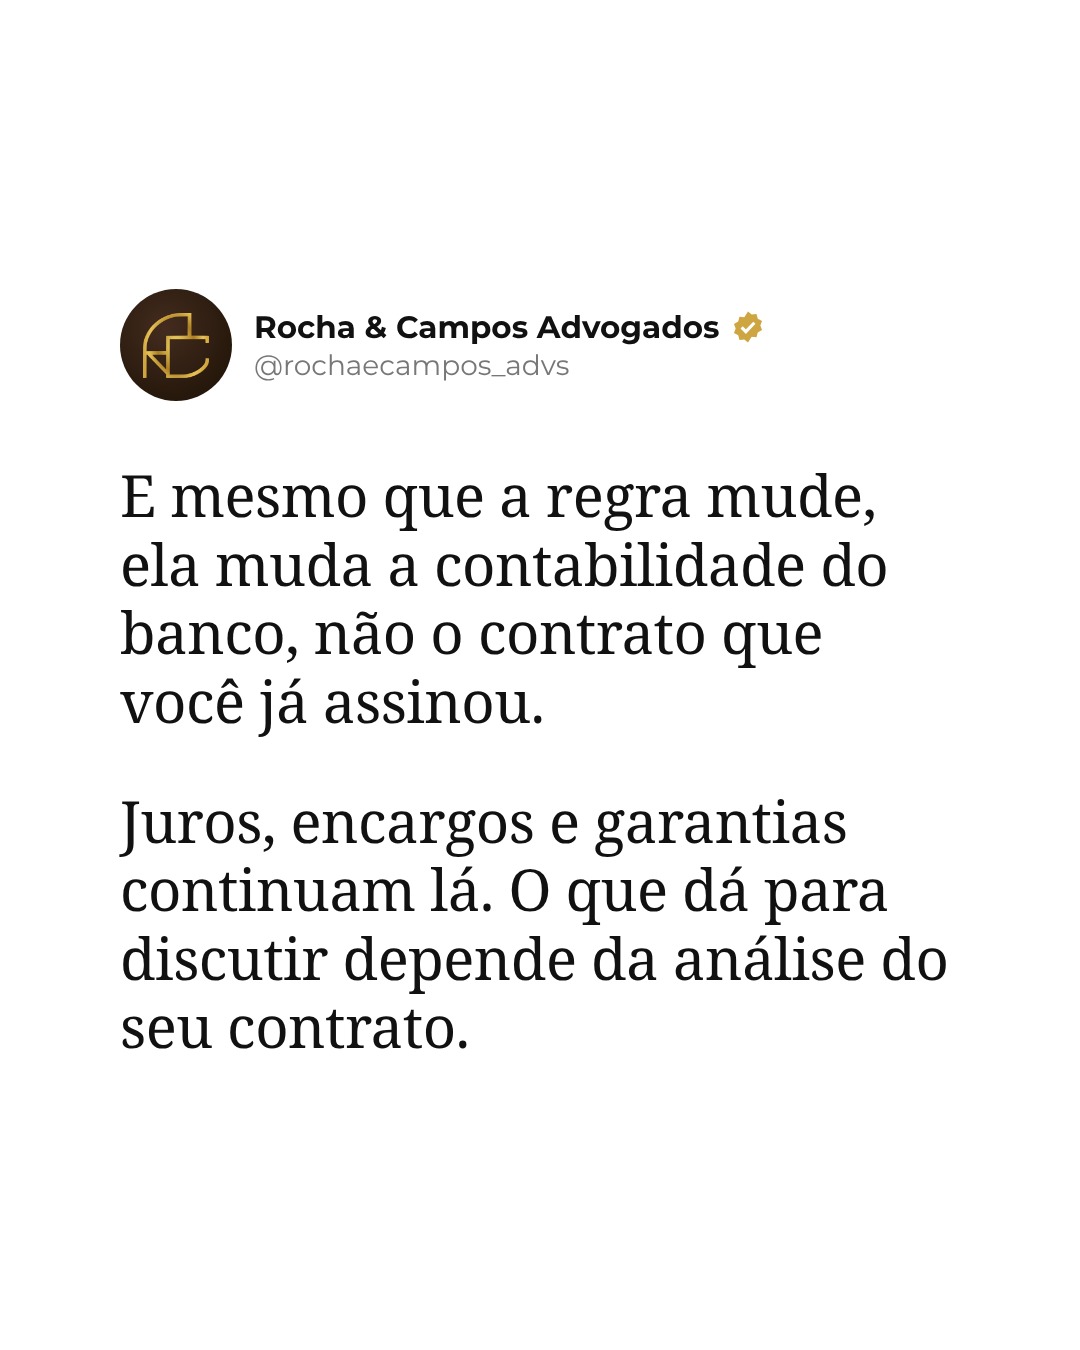 Rocha & Campos Advogados
@rochaecampos_advs
E mesmo que a regra mude,
ela muda a contabilidade do
banco, não o contrato que
você já assinou.
Juros, encargos e garantias
continuam lá. O que dá para
discutir depende da análise do
seu contrato.